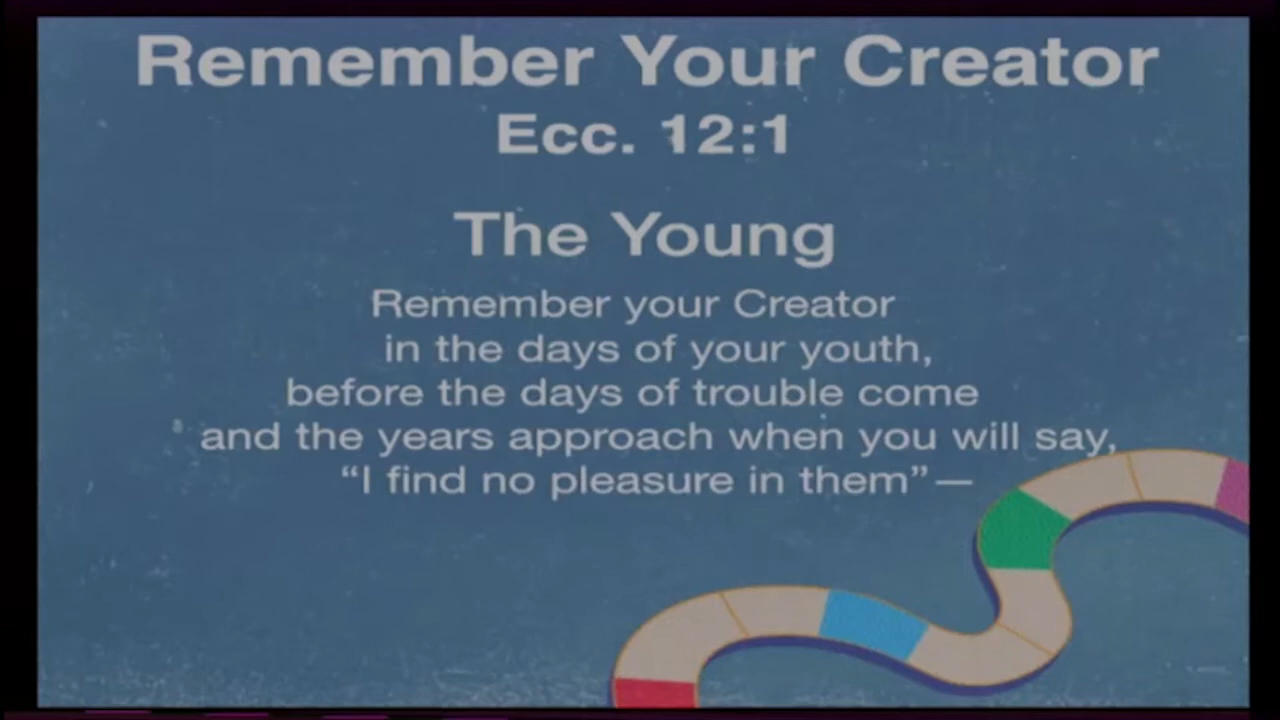 Remember Your Creator
Ecc. 12:1
The Young
Remember your Creator
in the days of your youth,
before the days of trouble come
and the years approach when you will say,
“I find no pleasure in them”—